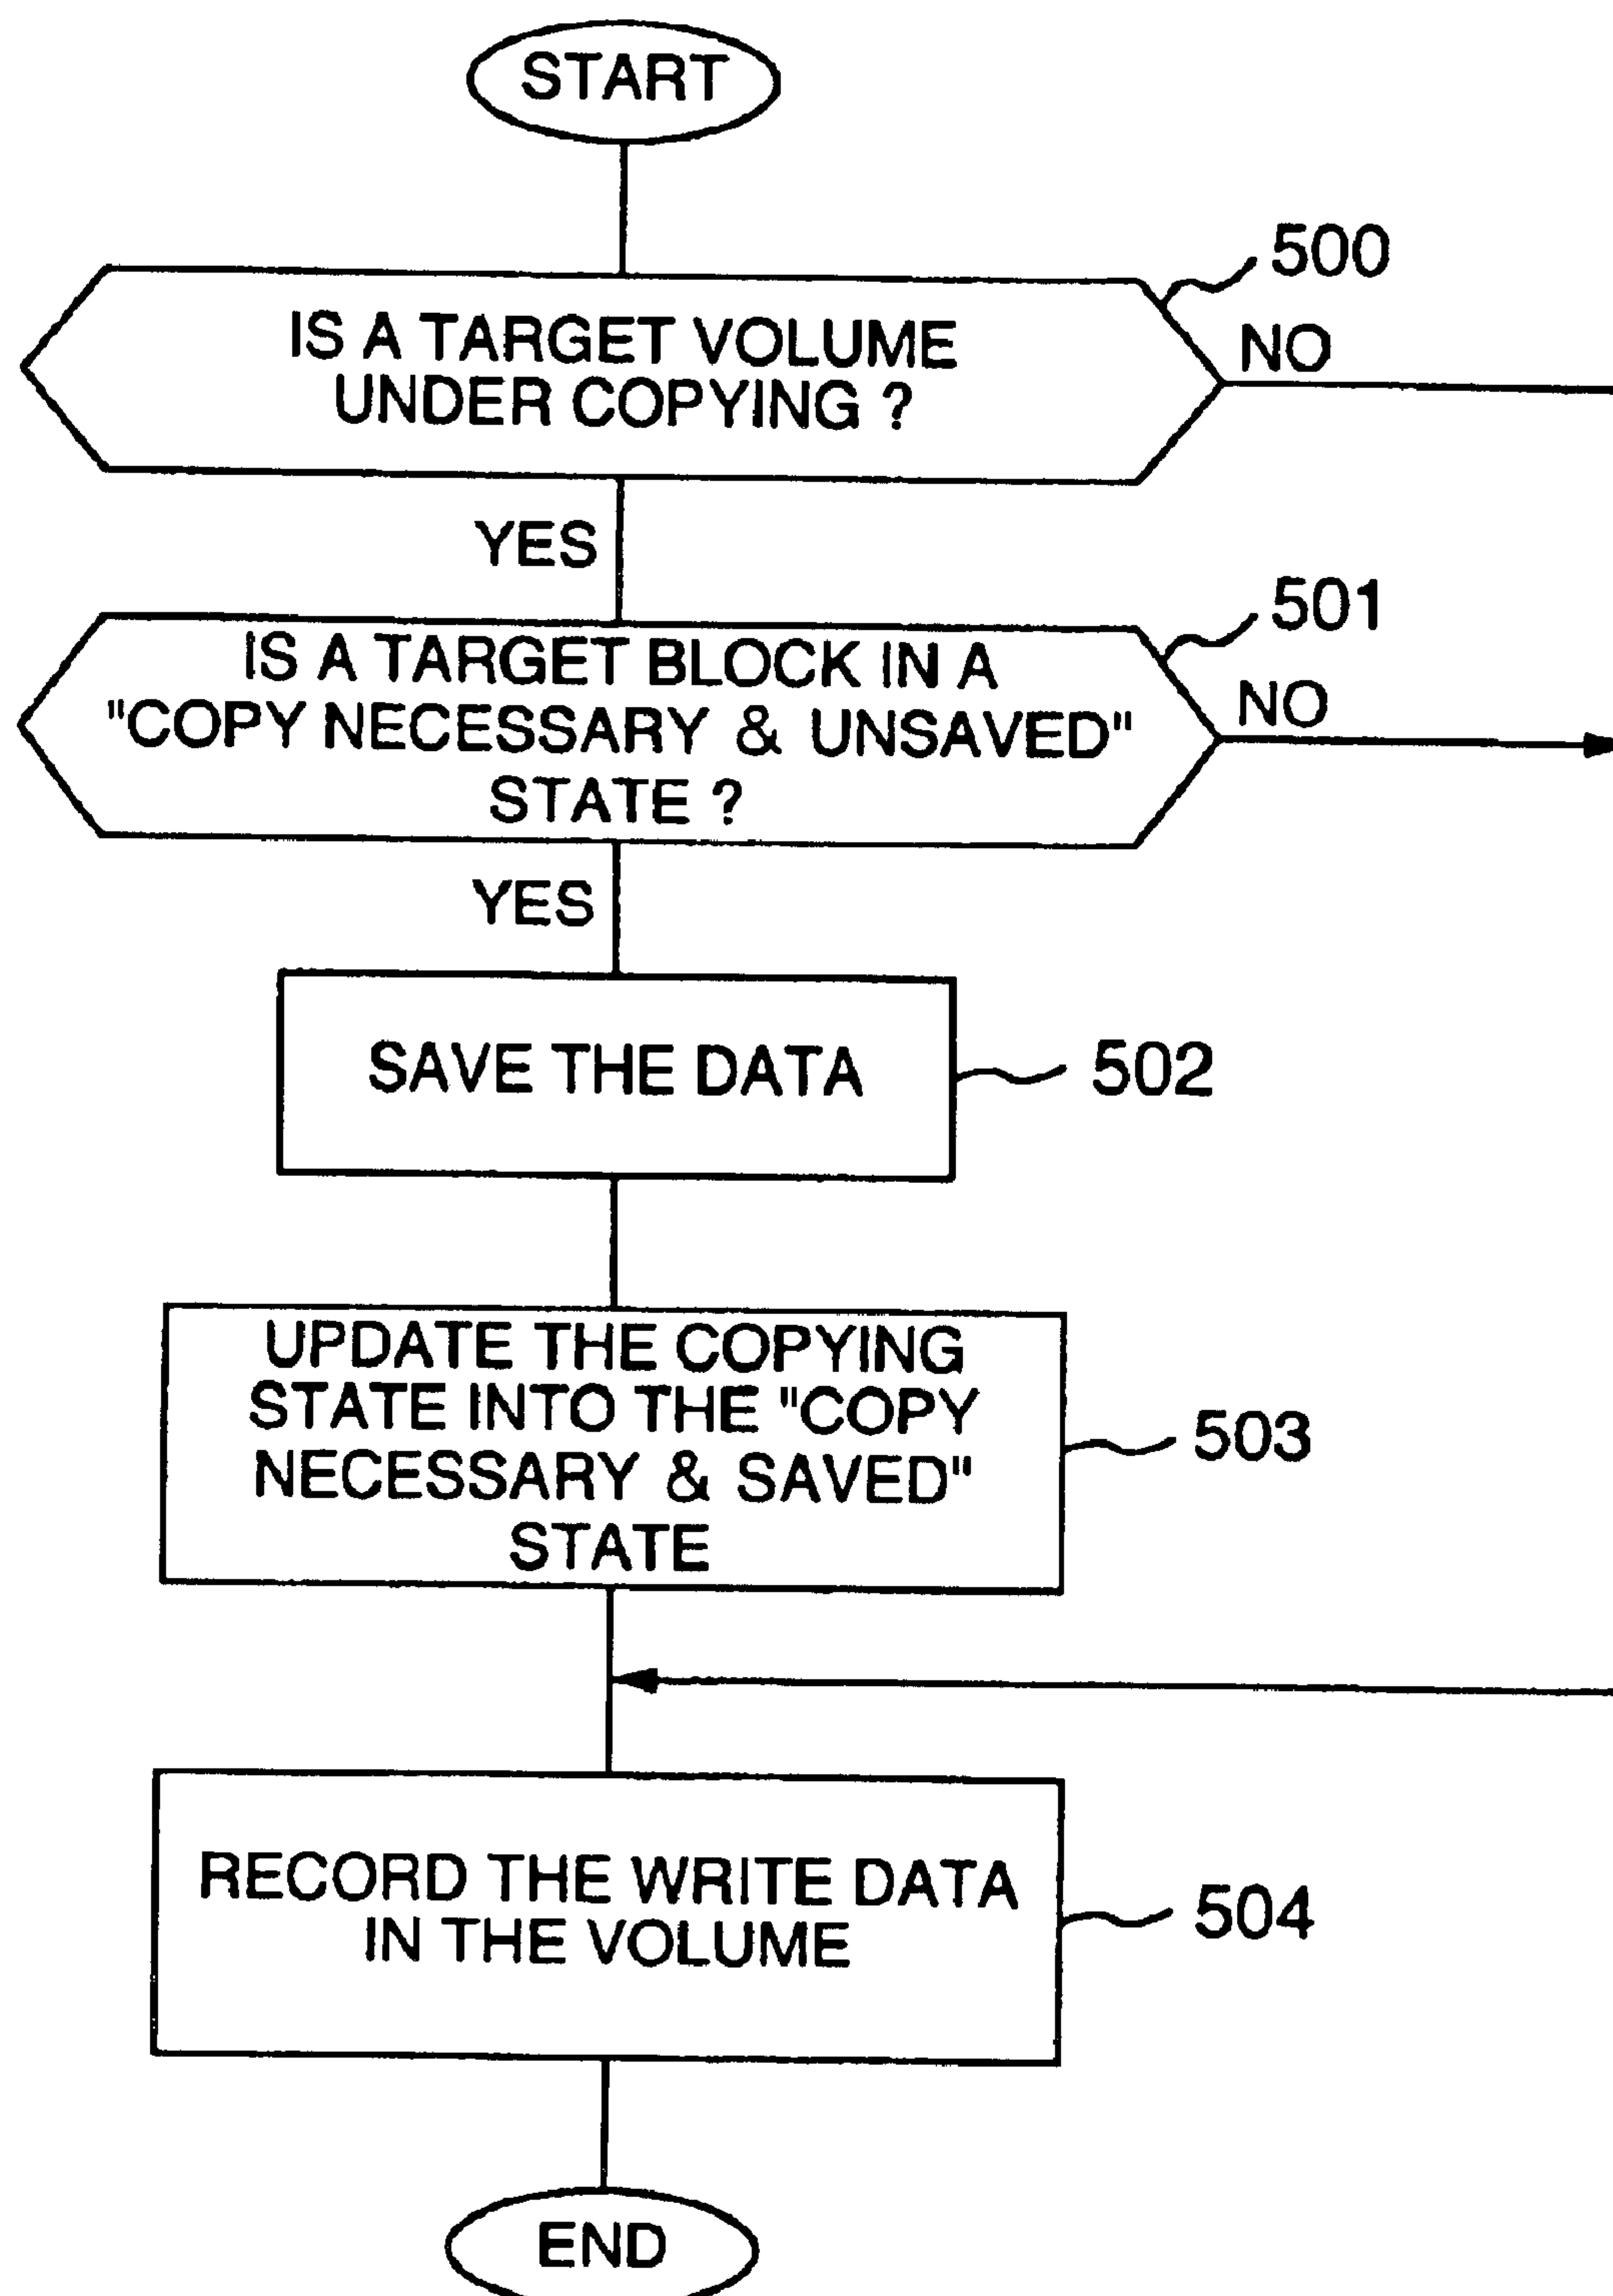 START
500
IS A TARGET VOLUME
UNDER COPYING ?
NO
YES
501
IS A TARGET BLOCK IN A
"COPY NECESSARY & UNSAVED"
STATE ?
NO
YES
SAVE THE DATA
502
UPDATE THE COPYING
STATE INTO THE "COPY
NECESSARY & SAVED"
STATE
503
RECORD THE WRITE DATA
IN THE VOLUME
504
END